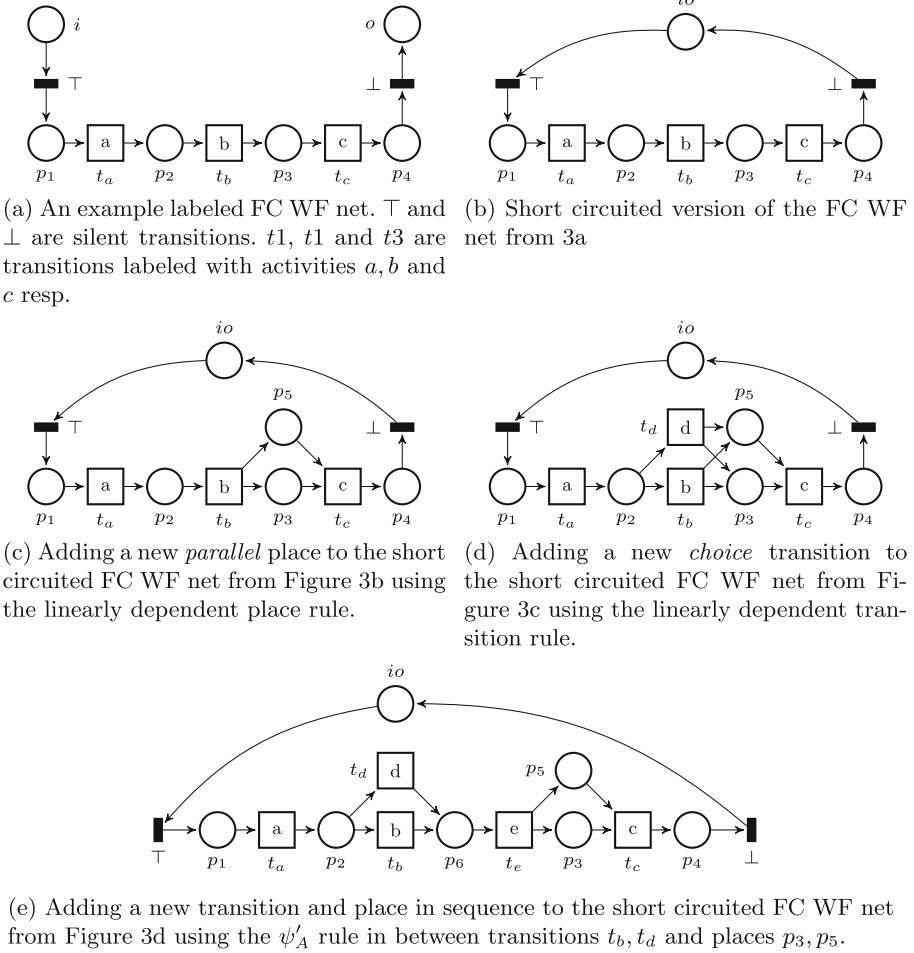 i
o
⊤
⊥
a
b
c
p1
ta
p2
tb
p3
tc
p4
(a) An example labeled FC WF net. ⊤ and
⊥ are silent transitions. t1, t1 and t3 are
transitions labeled with activities a, b and
c resp.
io
⊤
⊥
a
b
c
p1
ta
p2
tb
p3
tc
p4
(b) Short circuited version of the FC WF
net from 3a
io
p5
⊤
⊥
a
b
c
p1
ta
p2
tb
p3
tc
p4
(c) Adding a new parallel place to the short
circuited FC WF net from Figure 3b using
the linearly dependent place rule.
io
p5
⊤
td
d
⊥
a
b
c
p1
ta
p2
tb
p3
tc
p4
(d) Adding a new choice transition to
the short circuited FC WF net from Fi-
gure 3c using the linearly dependent tran-
sition rule.
io
td
d
p5
a
b
e
c
⊤
p1
ta
p2
tb
p6
te
p3
tc
p4
⊥
(e) Adding a new transition and place in sequence to the short circuited FC WF net
from Figure 3d using the ψ′A rule in between transitions tb, td and places p3, p5.